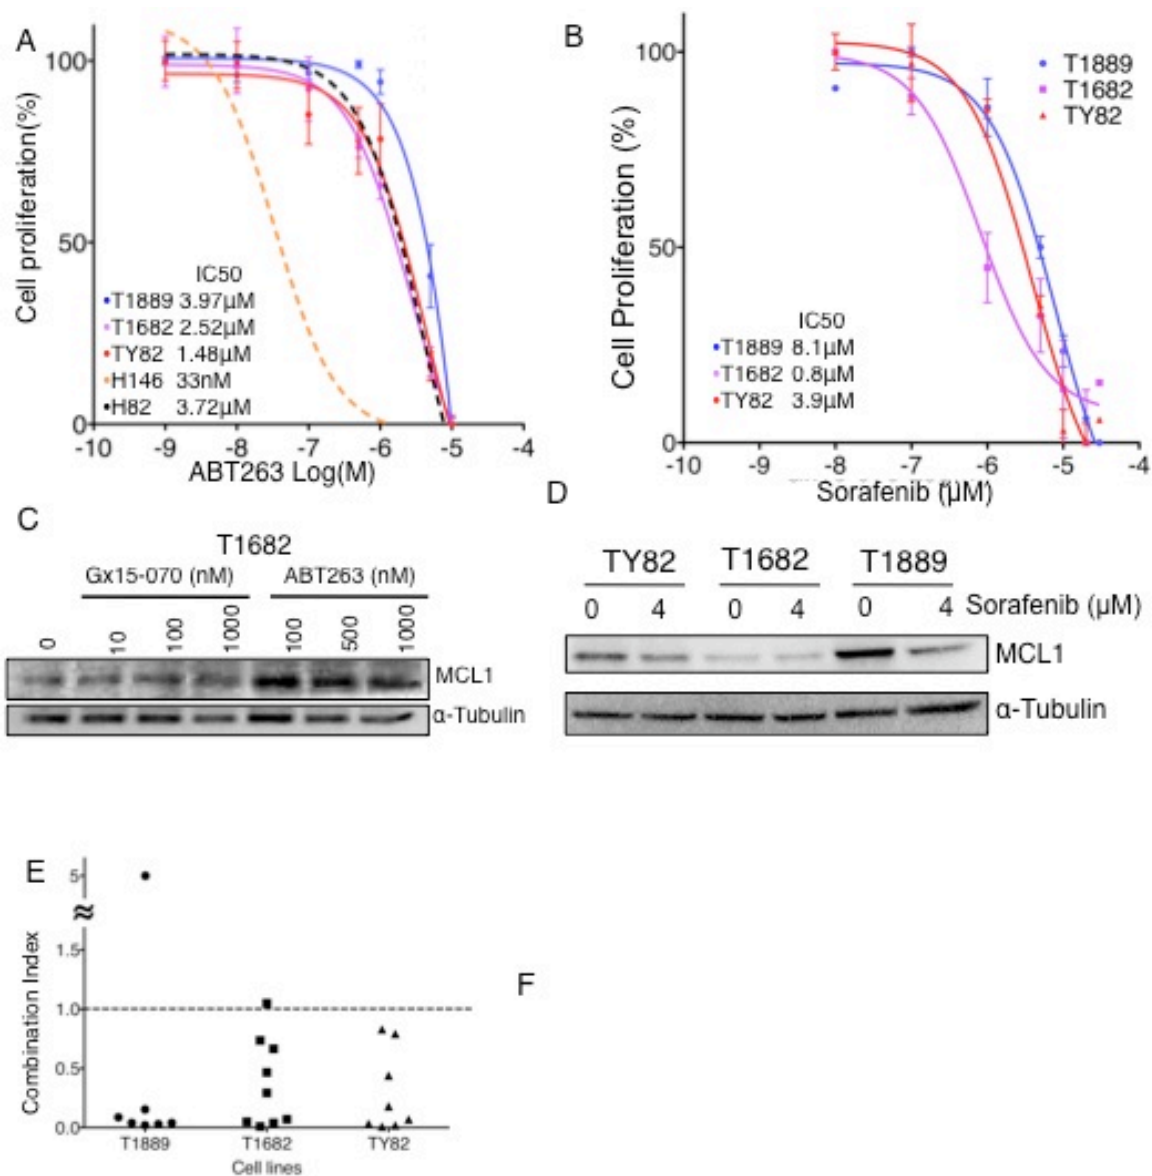 A
Cell proliferation(%)
100
50
0
IC50
T1889 3.97µM
T1682 2.52µM
TY82 1.48µM
H146 33nM
H82 3.72µM
-10 -9 -8 -7 -6 -5 -4
ABT263 Log(M)
B
Cell Proliferation (%)
100
50
0
T1889
T1682
TY82
IC50
T1889 8.1µM
T1682 0.8µM
TY82 3.9µM
-10 -9 -8 -7 -6 -5 -4
Sorafenib (µM)
C
T1682
Gx15-070 (nM) ABT263 (nM)
0 10 100 1000 100 500 1000
MCL1
α-Tubulin
D
TY82 T1682 T1889
0 4 0 4 0 4 Sorafenib (µM)
MCL1
α-Tubulin
E
Combination Index
5
1.5
1.0
0.5
0.0
T1889 T1682 TY82
Cell lines
F